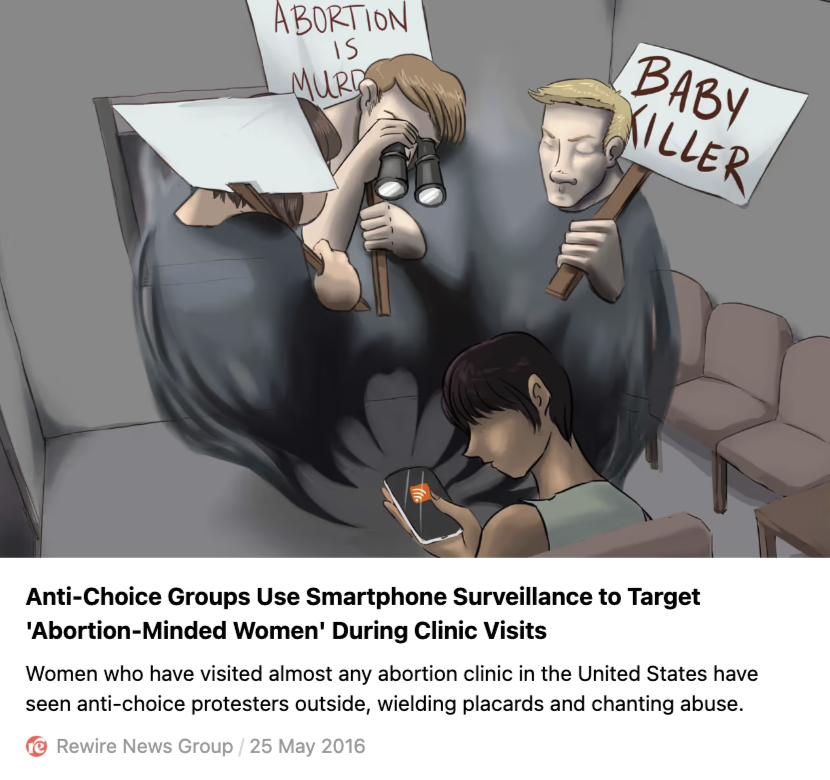 ABORTION
IS
MURD
BABY
KILLER
Anti-Choice Groups Use Smartphone Surveillance to Target
'Abortion-Minded Women' During Clinic Visits
Women who have visited almost any abortion clinic in the United States have
seen anti-choice protesters outside, wielding placards and chanting abuse.
re Rewire News Group / 25 May 2016